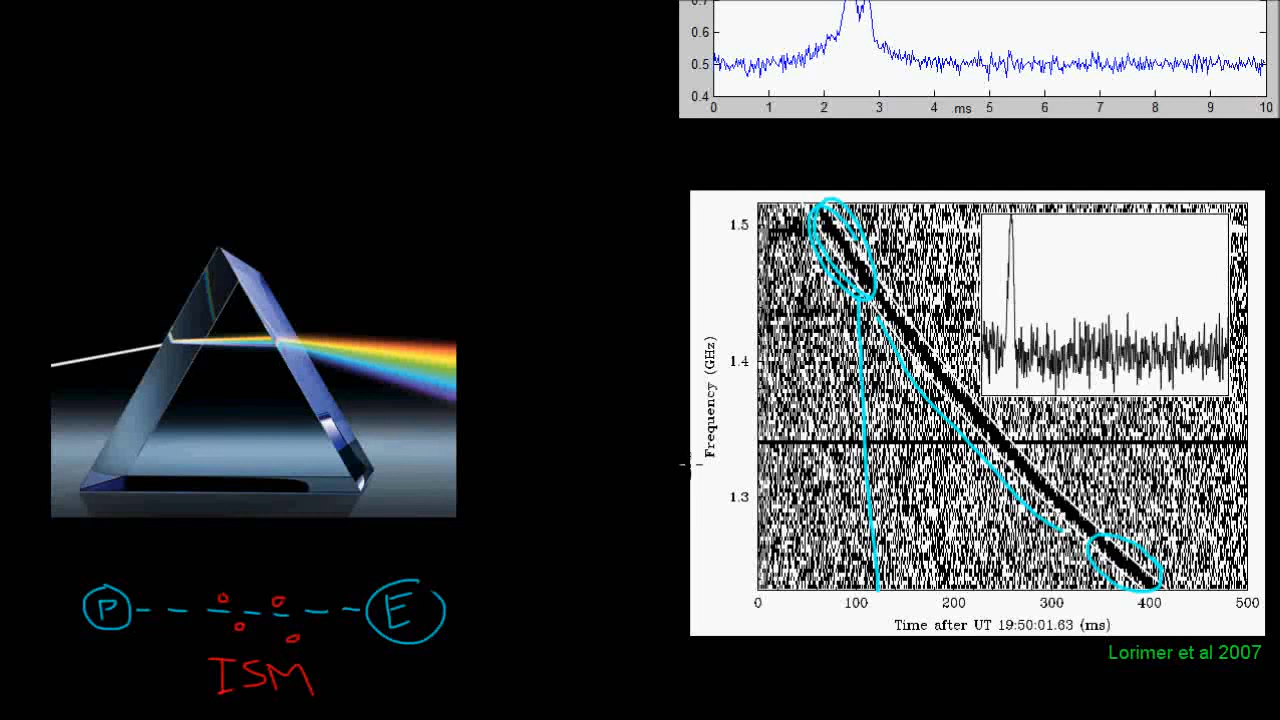 0.7
0.6
0.5
0.4
0 1 2 3 4 5 6 7 8 9 10
ms
1.5
1.4
1.3
Frequency (GHz)
0 100 200 300 400 500
Time after UT 19:50:01.63 (ms)
Lorimer et al 2007
P E
ISM